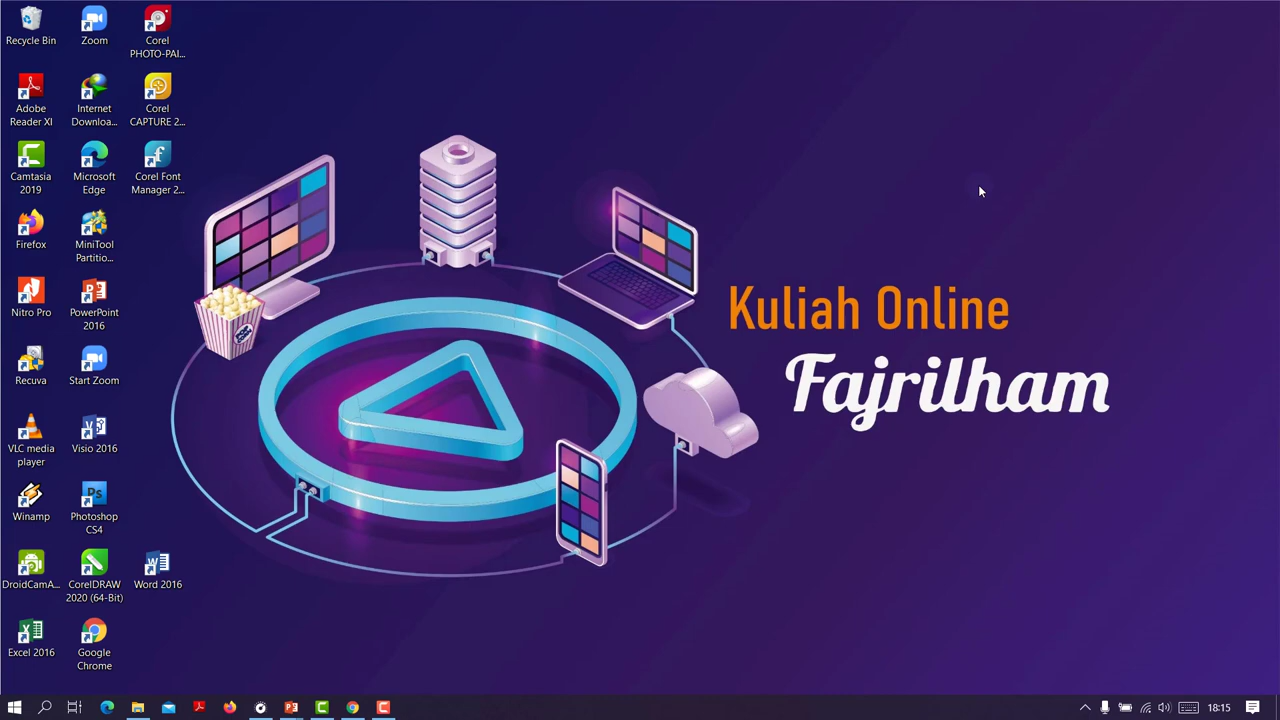 Recycle Bin
Zoom
Corel
PHOTO-PAI...
Adobe
Reader XI
Internet
Downloa...
Corel
CAPTURE 2...
Camtasia
2019
Microsoft
Edge
Corel Font
Manager 2...
Firefox
MiniTool
Partitio...
Nitro Pro
PowerPoint
2016
Recuva
Start Zoom
VLC media
player
Visio 2016
Winamp
Photoshop
CS4
DroidCamA...
CorelDRAW
2020 (64-Bit)
Word 2016
Excel 2016
Google
Chrome
Kuliah Online
Fajrilham
18:15